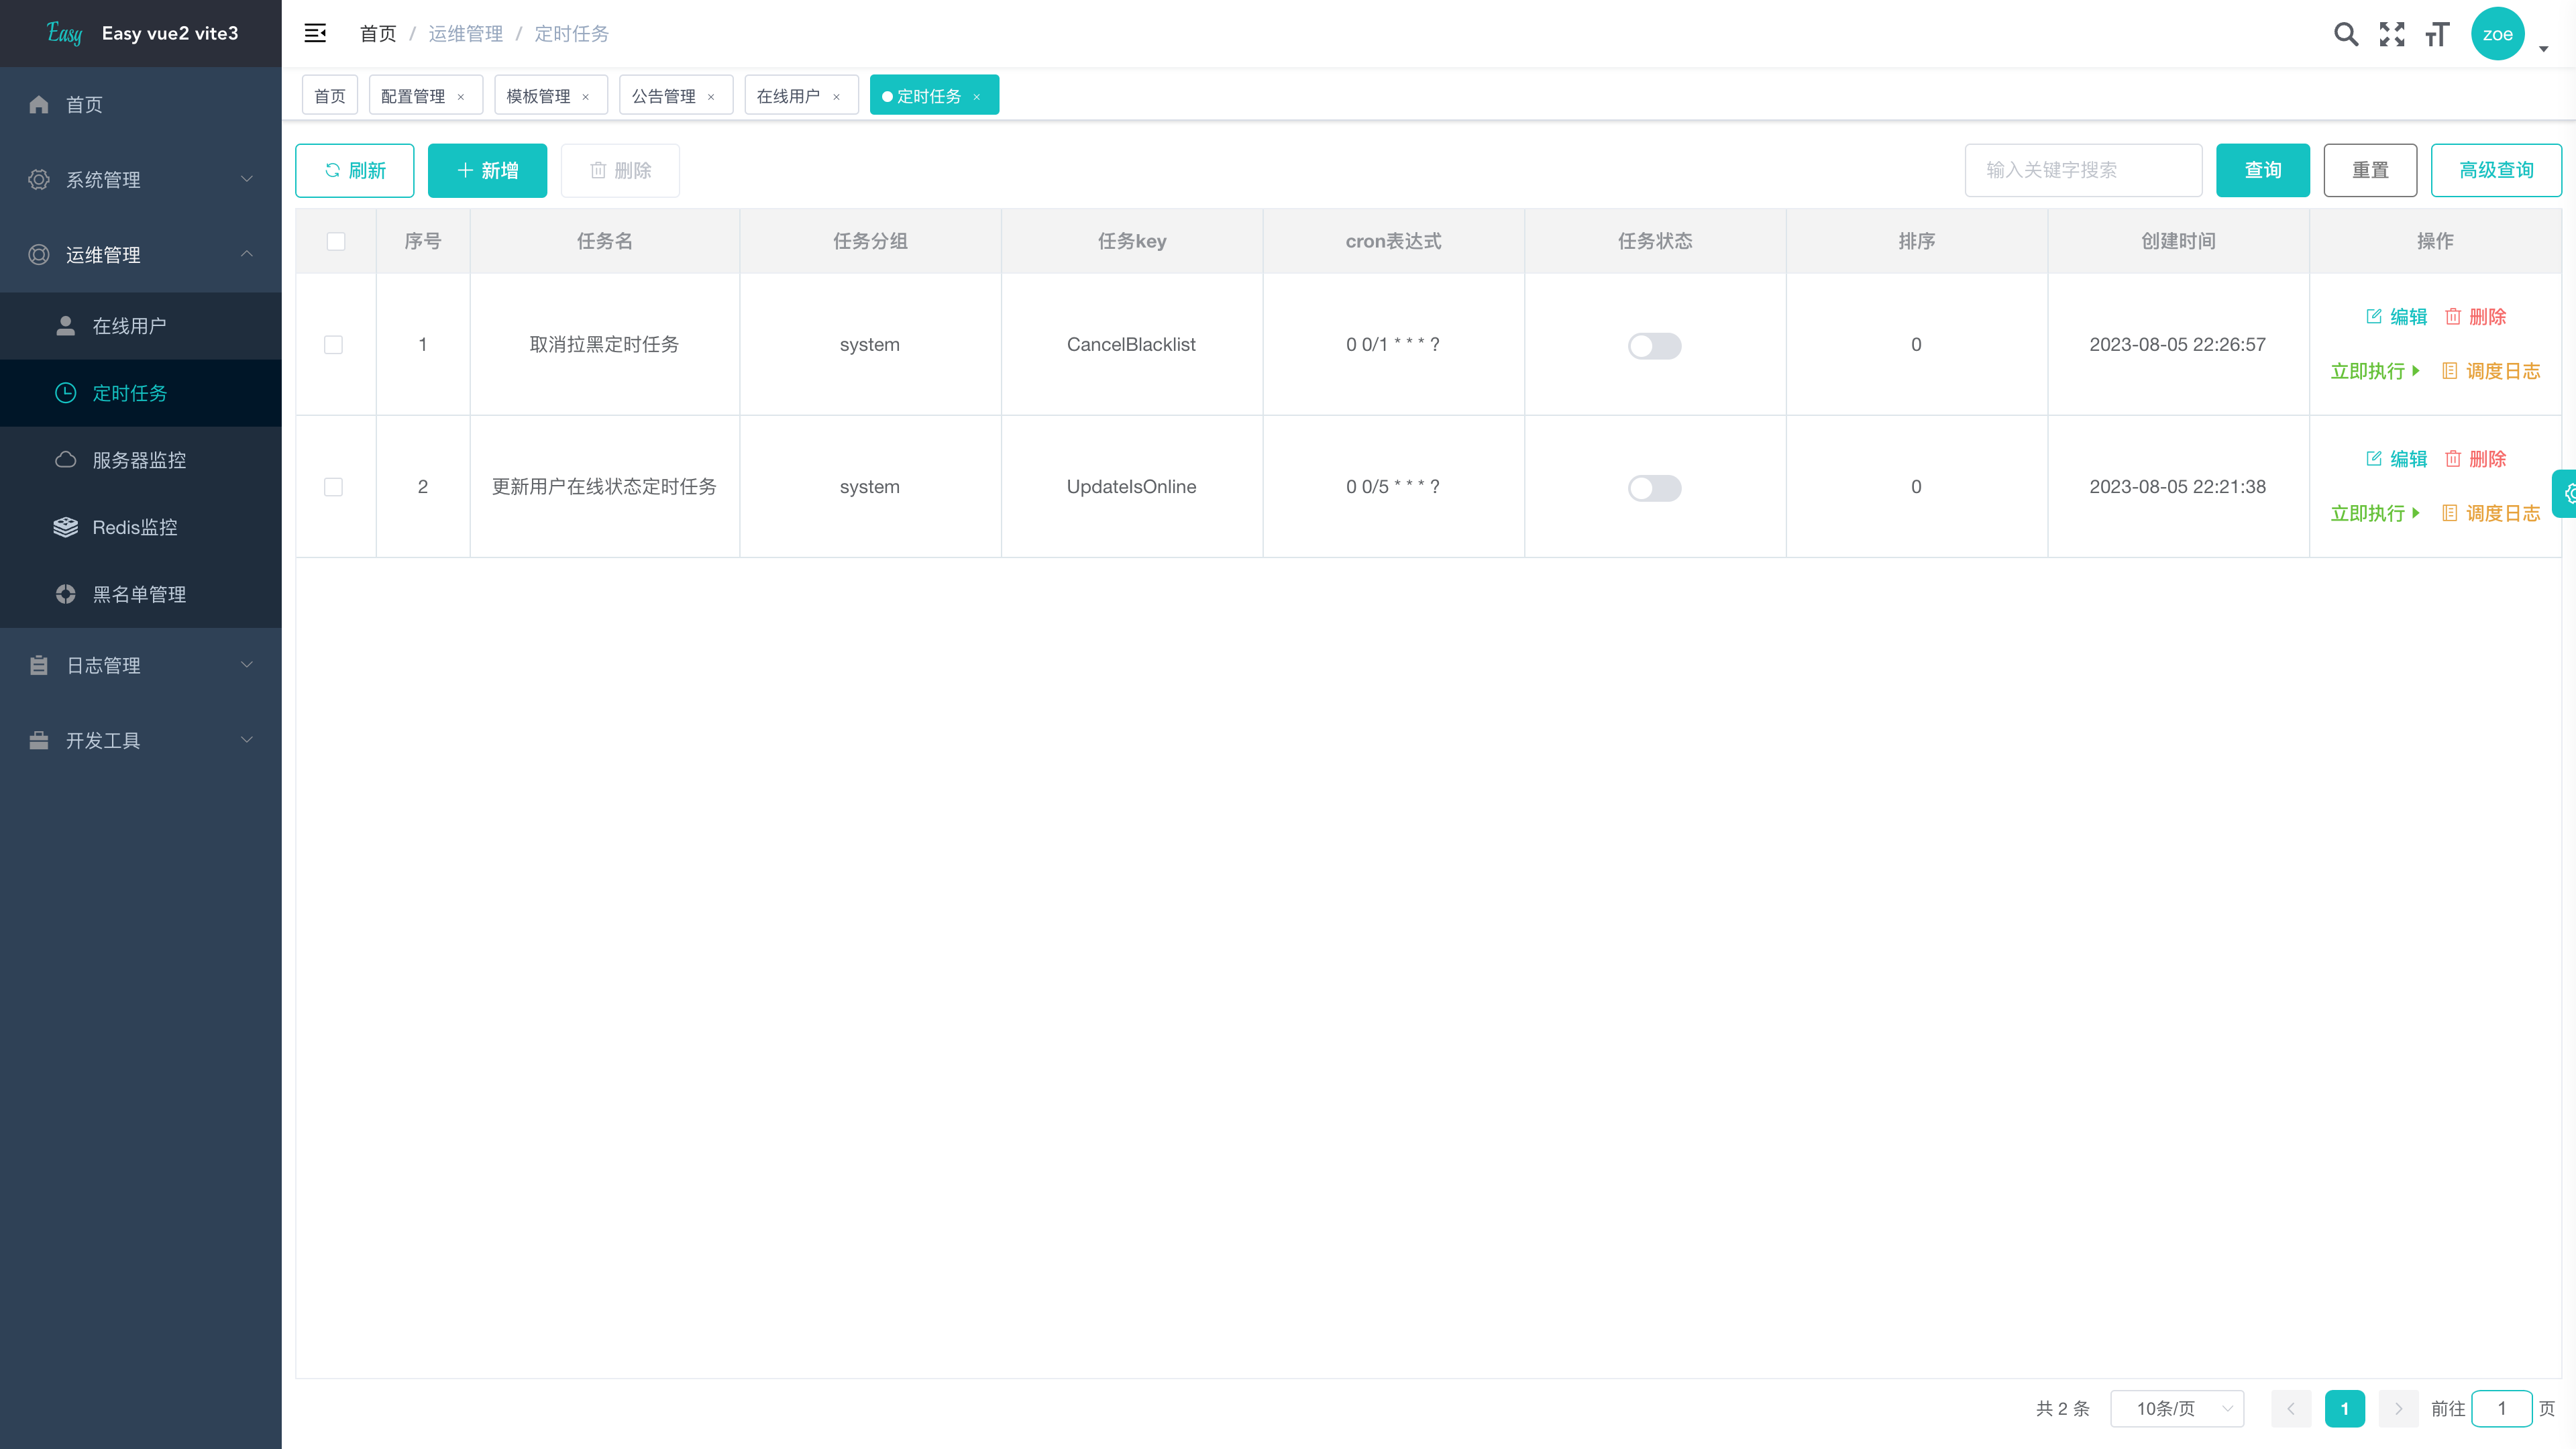 Easy Easy vue2 vite3
首页 / 运维管理 / 定时任务
zoe
首页
系统管理
运维管理
在线用户
定时任务
服务器监控
Redis监控
黑名单管理
日志管理
开发工具
首页 配置管理 × 模板管理 × 公告管理 × 在线用户 × 定时任务 ×
刷新 新增 删除 输入关键字搜索 查询 重置 高级查询
序号 任务名 任务分组 任务key cron表达式 任务状态 排序 创建时间 操作
1 取消拉黑定时任务 system CancelBlacklist 0 0/1 * * * ? 0 2023-08-05 22:26:57 编辑 删除
立即执行 调度日志
2 更新用户在线状态定时任务 system UpdateIsOnline 0 0/5 * * * ? 0 2023-08-05 22:21:38 编辑 删除
立即执行 调度日志
共 2 条 10条/页 1 前往 1 页